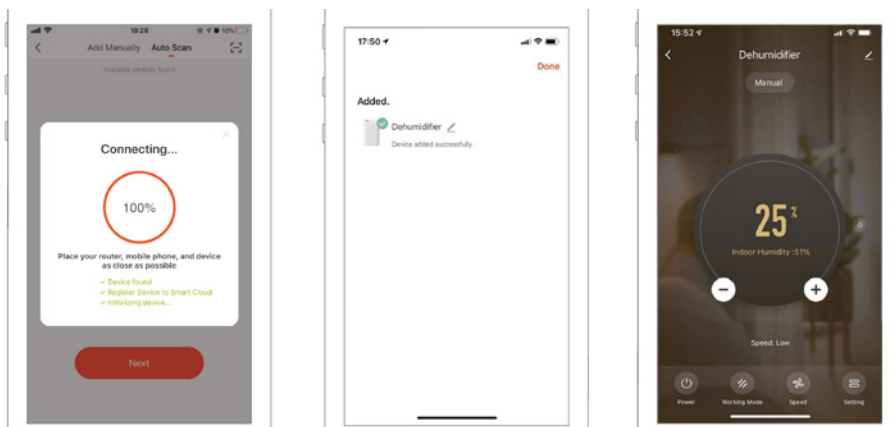 10:28
10%
Add Manually Auto Scan
Available devices found
Connecting...
100%
Place your router, mobile phone, and device
as close as possible
✓ Device found
✓ Register Device to Smart Cloud
✓ Initializing device...
Next
17:50
Done
Added.
Dehumidifier
Device added successfully.
15:52
Dehumidifier
Manual
25%
Indoor Humidity :51%
Speed: Low
Power Working Mode Speed Setting